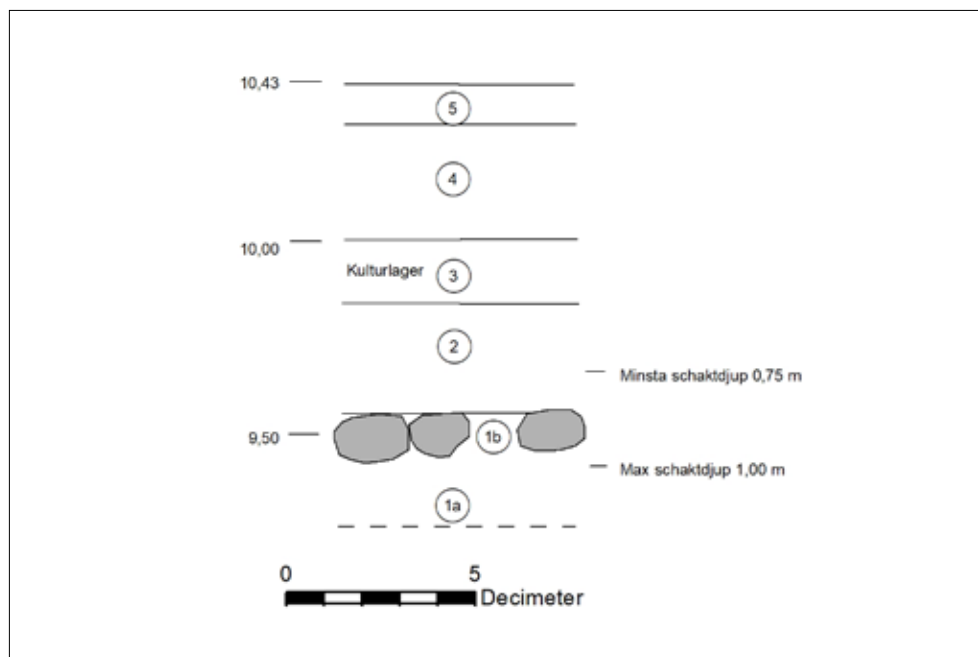 10,43
5
4
10,00
Kulturlager 3
2
Minsta schaktdjup 0,75 m
9,50
1b
Max schaktdjup 1,00 m
1a
0 5
Decimeter